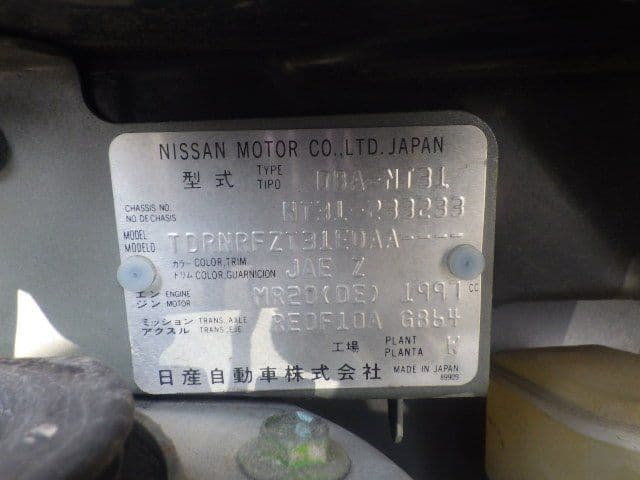 NISSAN MOTOR CO.,LTD. JAPAN
型式 TYPE TIPO DBA-NT31
CHASSIS NO. NO. DE CHASIS NT31-233233
MODEL MODELO TDRNRFZT31EDAA----
カラー COLOR,TRIM トリム COLOR,GUARNICION JAE Z
エンジン ENGINE MOTOR MR20(DE) 1997 CC
ミッション TRANS. AXLE アクスル TRANS. EJE RE0F10A G864
工場 PLANT PLANTA W
日産自動車株式会社 MADE IN JAPAN
89909